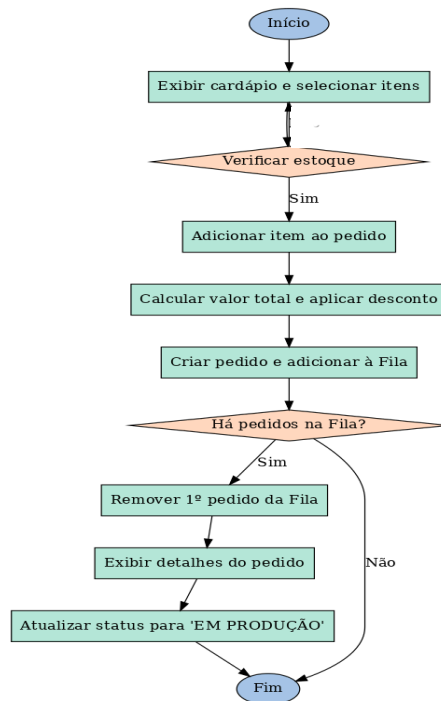 Início
Exibir cardápio e selecionar itens
Verificar estoque
Sim
Adicionar item ao pedido
Calcular valor total e aplicar desconto
Criar pedido e adicionar à Fila
Há pedidos na Fila?
Sim
Remover 1º pedido da Fila
Exibir detalhes do pedido
Não
Atualizar status para 'EM PRODUÇÃO'
Fim